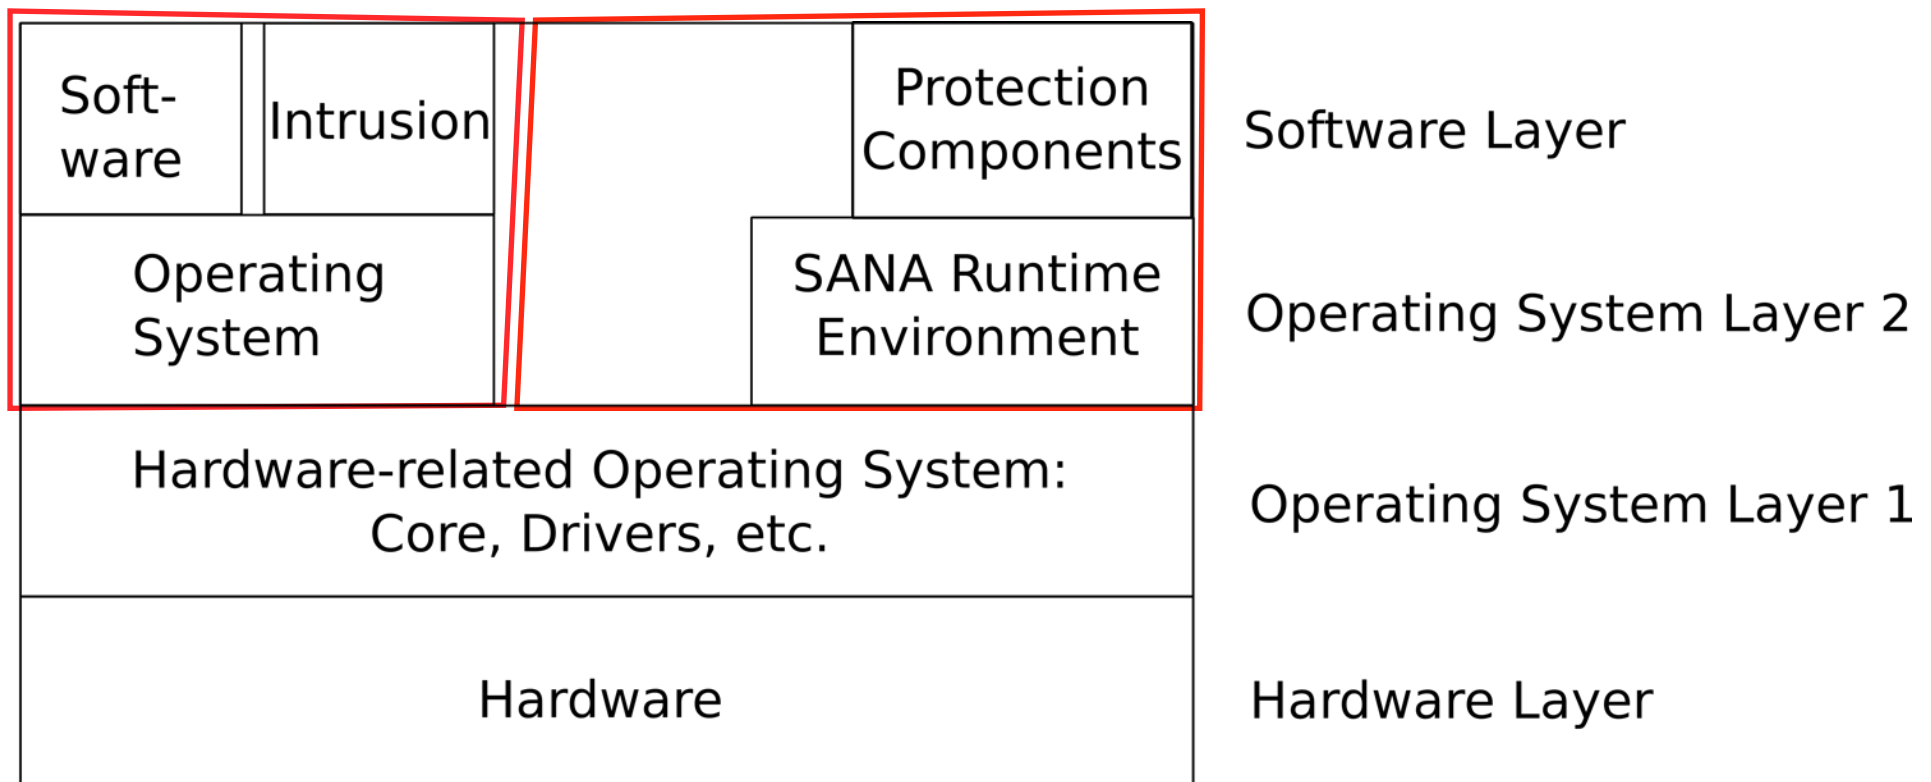 Soft-
ware
Intrusion
Protection
Components
Software Layer
Operating
System
SANA Runtime
Environment
Operating System Layer 2
Hardware-related Operating System:
Core, Drivers, etc.
Operating System Layer 1
Hardware
Hardware Layer